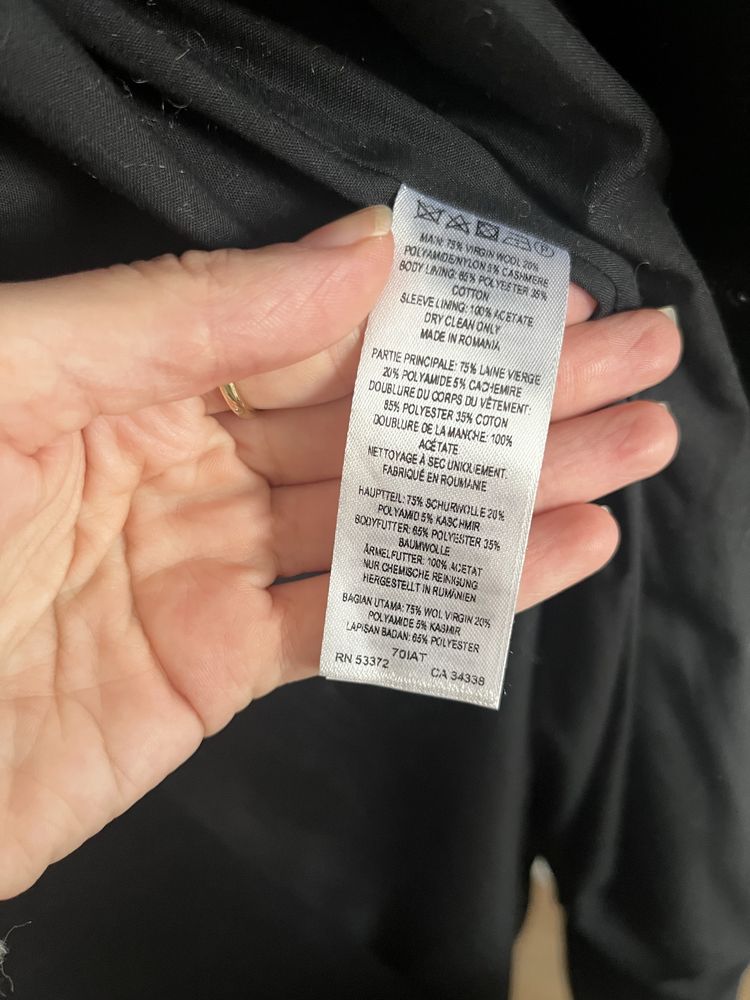 MAIN: 75% VIRGIN WOOL 20%
POLYAMIDE/NYLON 5% CASHMERE
BODY LINING: 65% POLYESTER 35%
COTTON
SLEEVE LINING: 100% ACETATE
DRY CLEAN ONLY
MADE IN ROMANIA
PARTIE PRINCIPALE: 75% LAINE VIERGE
20% POLYAMIDE 5% CACHEMIRE
DOUBLURE DU CORPS DU VÊTEMENT:
65% POLYESTER 35% COTON
DOUBLURE DE LA MANCHE: 100%
ACÉTATE
NETTOYAGE À SEC UNIQUEMENT.
FABRIQUÉ EN ROUMANIE
HAUPTTEIL: 75% SCHURWOLLE 20%
POLYAMID 5% KASCHMIR
BODYFUTTER: 65% POLYESTER 35%
BAUMWOLLE
ÄRMELFUTTER: 100% ACETAT
NUR CHEMISCHE REINIGUNG
HERGESTELLT IN RUMÄNIEN
BAGIAN UTAMA: 75% WOL VIRGIN 20%
POLYAMIDE 5% KASMIR
LAPISAN BADAN: 65% POLYESTER
70IAT
RN 53372 CA 34338